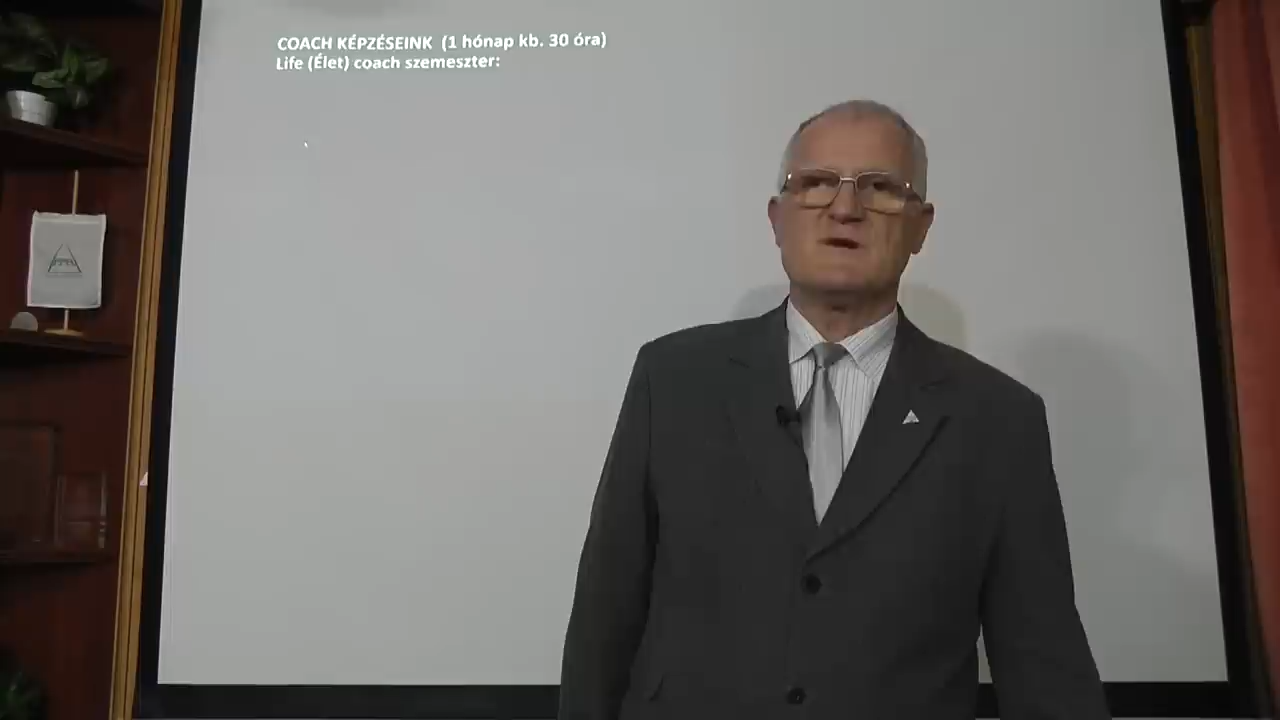 COACH KÉPZÉSEINK (1 hónap kb. 30 óra)
Life (Élet) coach szemeszter: